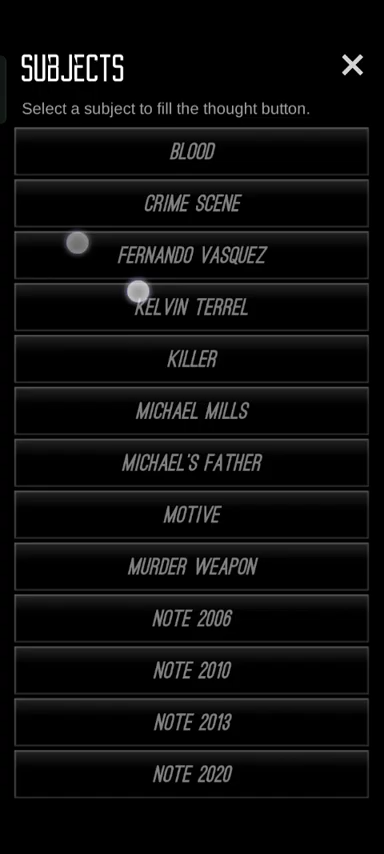 SUBJECTS
Select a subject to fill the thought button.
BLOOD
CRIME SCENE
FERNANDO VASQUEZ
KELVIN TERREL
KILLER
MICHAEL MILLS
MICHAEL'S FATHER
MOTIVE
MURDER WEAPON
NOTE 2006
NOTE 2010
NOTE 2013
NOTE 2020